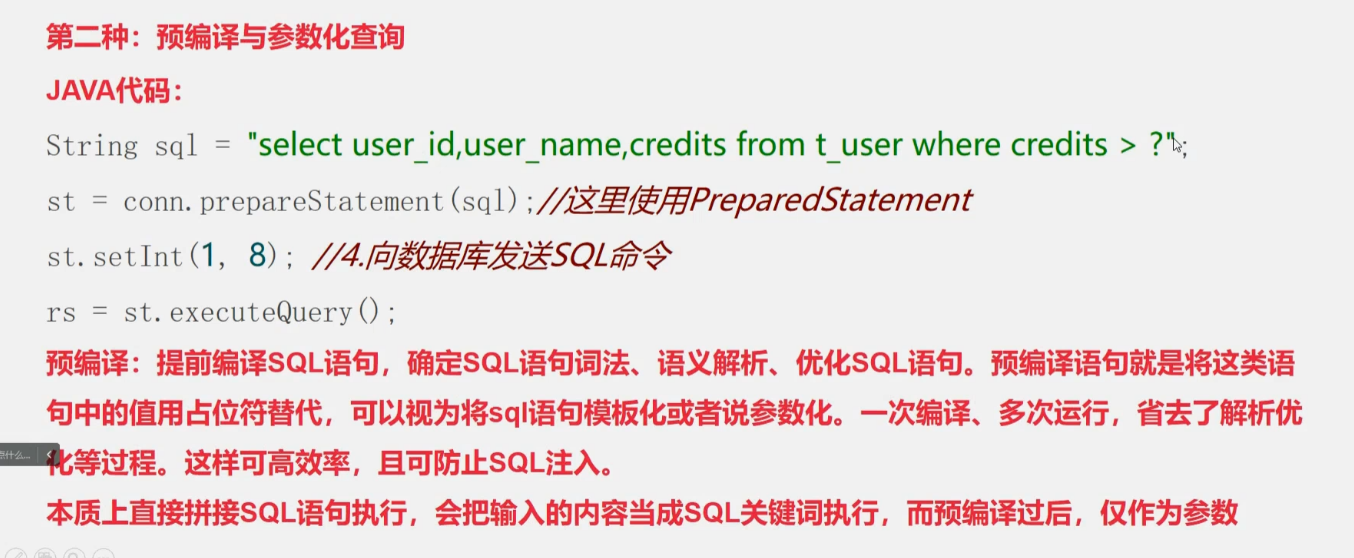 第二种：预编译与参数化查询
JAVA代码：
String sql = "select user_id,user_name,credits from t_user where credits > ?";
st = conn.prepareStatement(sql);//这里使用PreparedStatement
st.setInt(1, 8); //4.向数据库发送SQL命令
rs = st.executeQuery();
预编译：提前编译SQL语句，确定SQL语句词法、语义解析、优化SQL语句。预编译语句就是将这类语
句中的值用占位符替代，可以视为将sql语句模板化或者说参数化。一次编译、多次运行，省去了解析优
化等过程。这样可高效率，且可防止SQL注入。
本质上直接拼接SQL语句执行，会把输入的内容当成SQL关键词执行，而预编译过后，仅作为参数